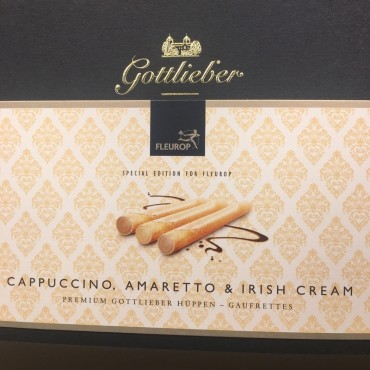 Gottlieber
FLEUROP
SPECIAL EDITION FOR FLEUROP
CAPPUCCINO, AMARETTO & IRISH CREAM
PREMIUM GOTTLIEBER HÜPPEN – GAUFRETTES